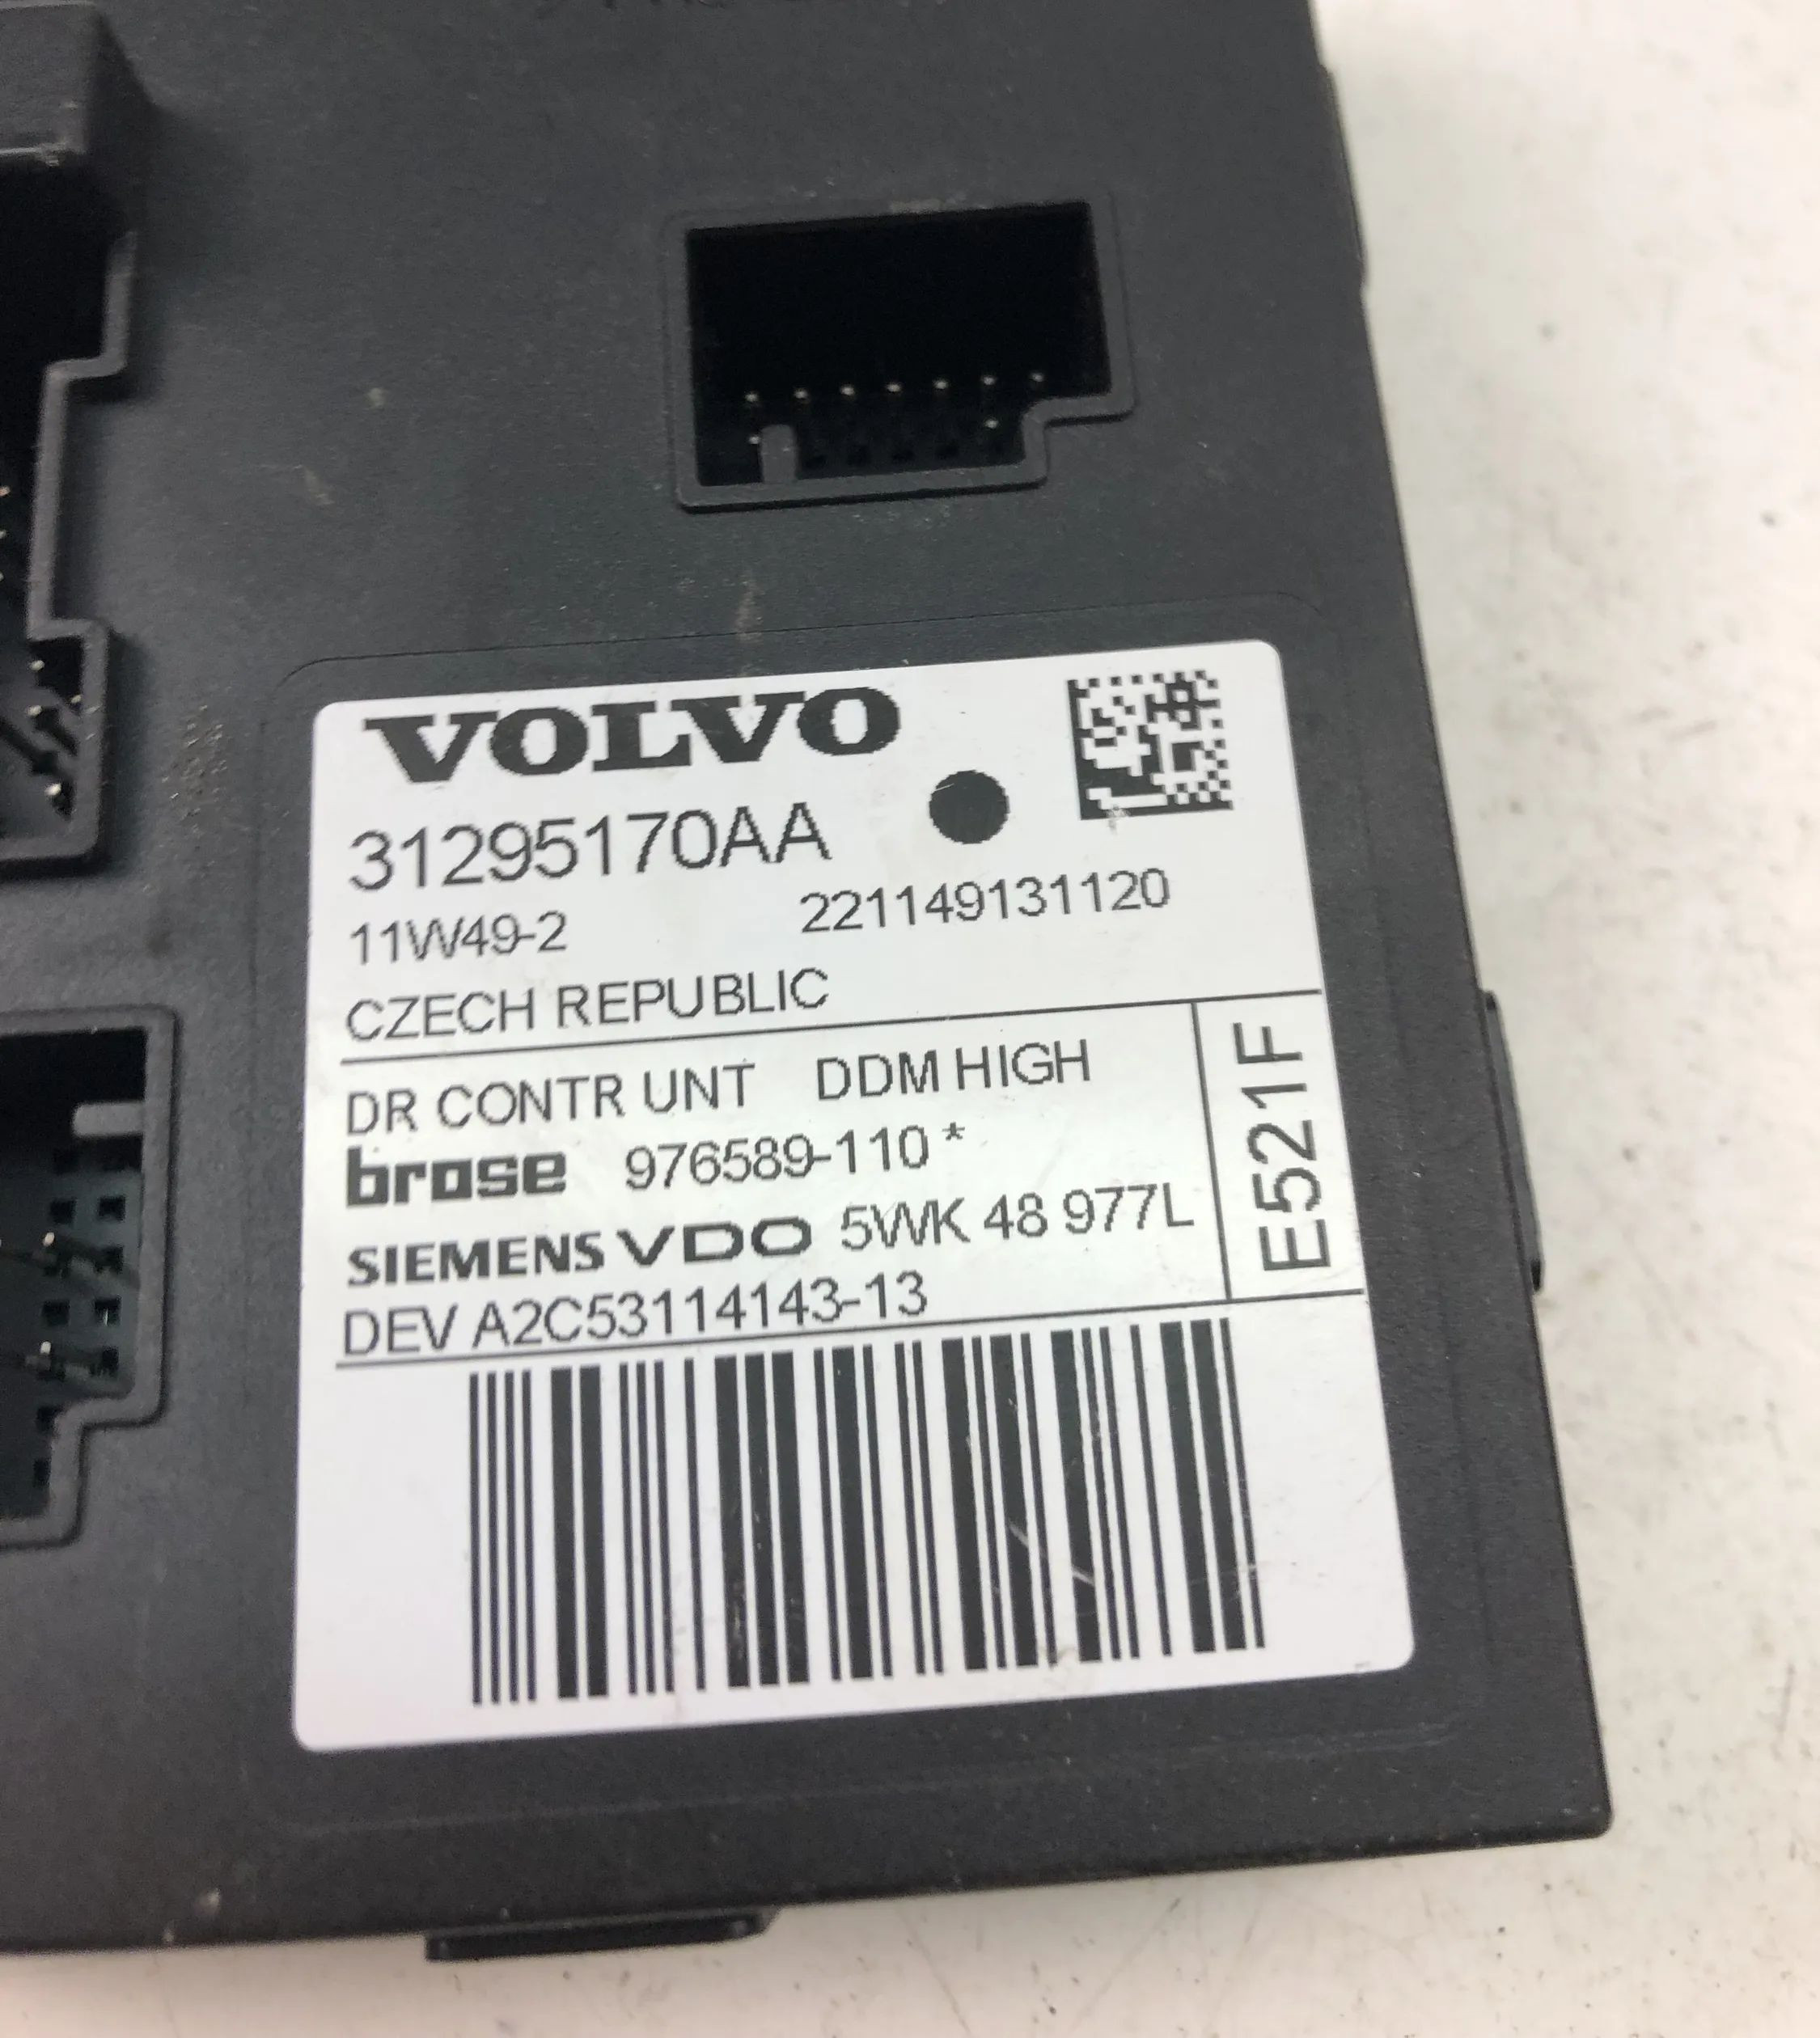 VOLVO
31295170AA
11W49-2 221149131120
CZECH REPUBLIC
DR CONTR UNT DDM HIGH
brose 976589-110*
SIEMENS VDO 5WK 48 977L
DEV A2C53114143-13
E521F